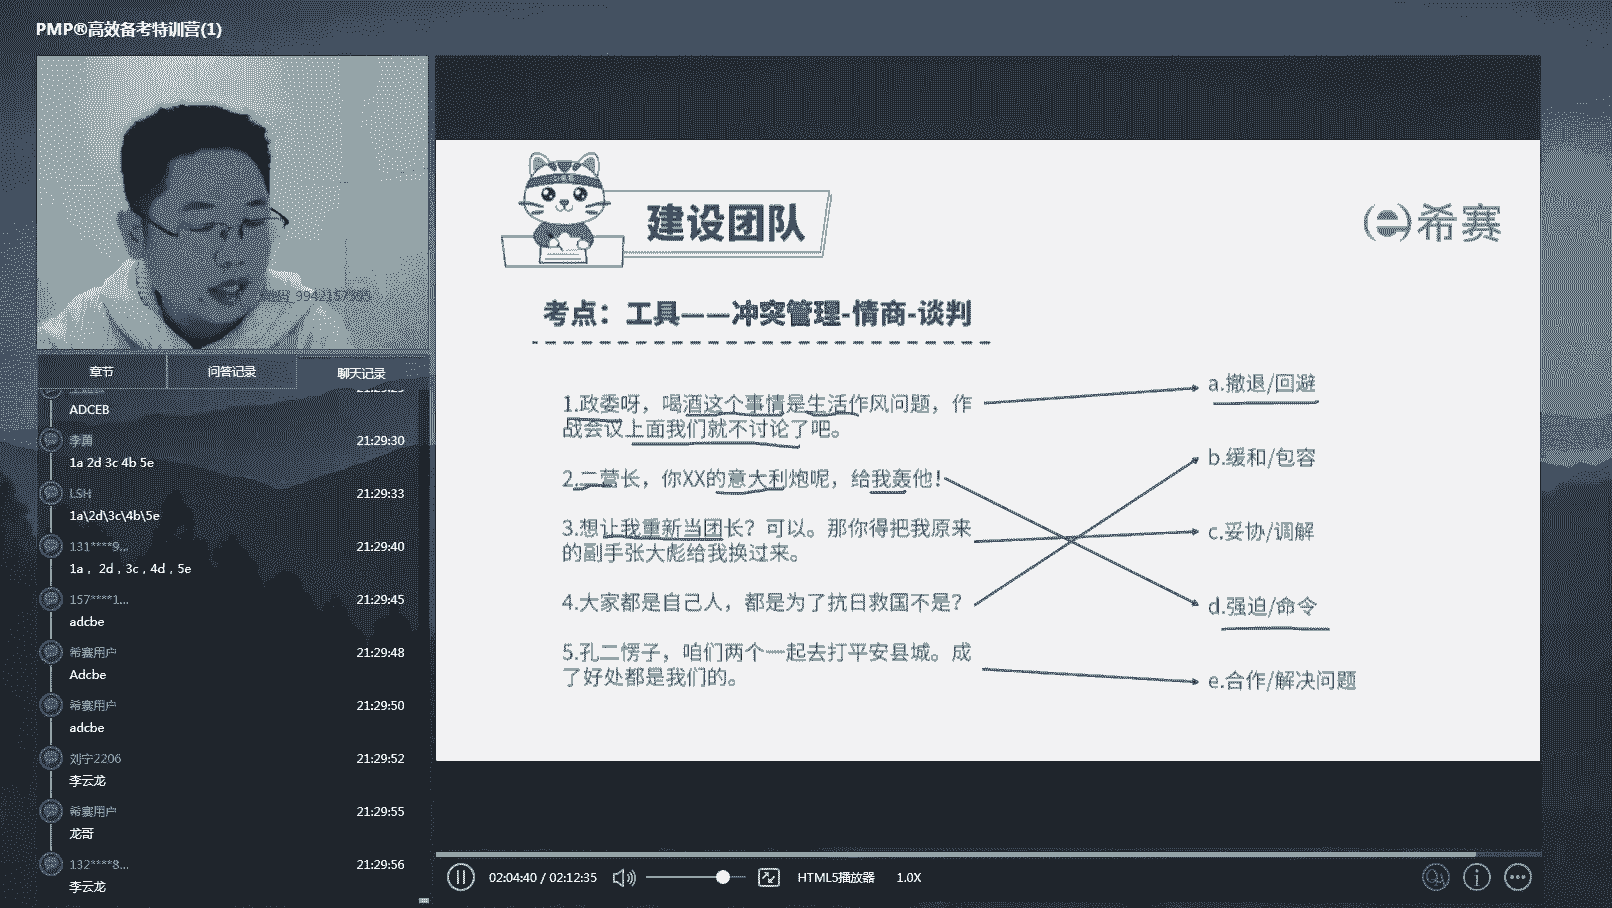 PMP®高效备考特训营(1)
章节
问答记录
聊天记录
ADCEB
李茵
21:29:30
1a 2d 3c 4b 5e
LSH
21:29:33
1a\2d\3c\4b\5e
131****9...
21:29:40
1a，2d，3c，4d，5e
157****1...
21:29:45
adcbe
希赛用户
21:29:48
Adcbe
希赛用户
21:29:50
adcbe
刘宁2206
21:29:52
李云龙
希赛用户
21:29:55
龙哥
132****8...
21:29:56
李云龙
建设团队
希赛
考点：工具——冲突管理-情商-谈判
1.政委呀，喝酒这个事情是生活作风问题，作
战会议上面我们就不讨论了吧。
2.二营长，你XX的意大利炮呢，给我轰他！
3.想让我重新当团长？可以。那你得把我原来
的副手张大彪给我换过来。
4.大家都是自己人，都是为了抗日救国不是？
5.孔二愣子，咱们两个一起去打平安县城。成
了好处都是我们的。
a.撤退/回避
b.缓和/包容
c.妥协/调解
d.强迫/命令
e.合作/解决问题
02:04:40 / 02:12:35
HTML5播放器
1.0X